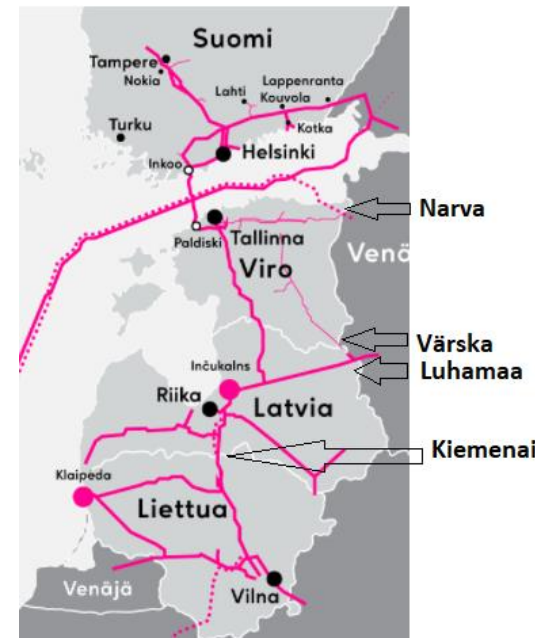 Suomi
Tampere
Nokia
Lahti
Lappenranta
Kouvola
Kotka
Turku
Helsinki
Inkoo
Narva
Paldiski
Tallinna
Viro
Venä
Värska
Luhamaa
Inčukalns
Riika
Latvia
Kiemenai
Klaipeda
Liettua
Venäjä
Vilna